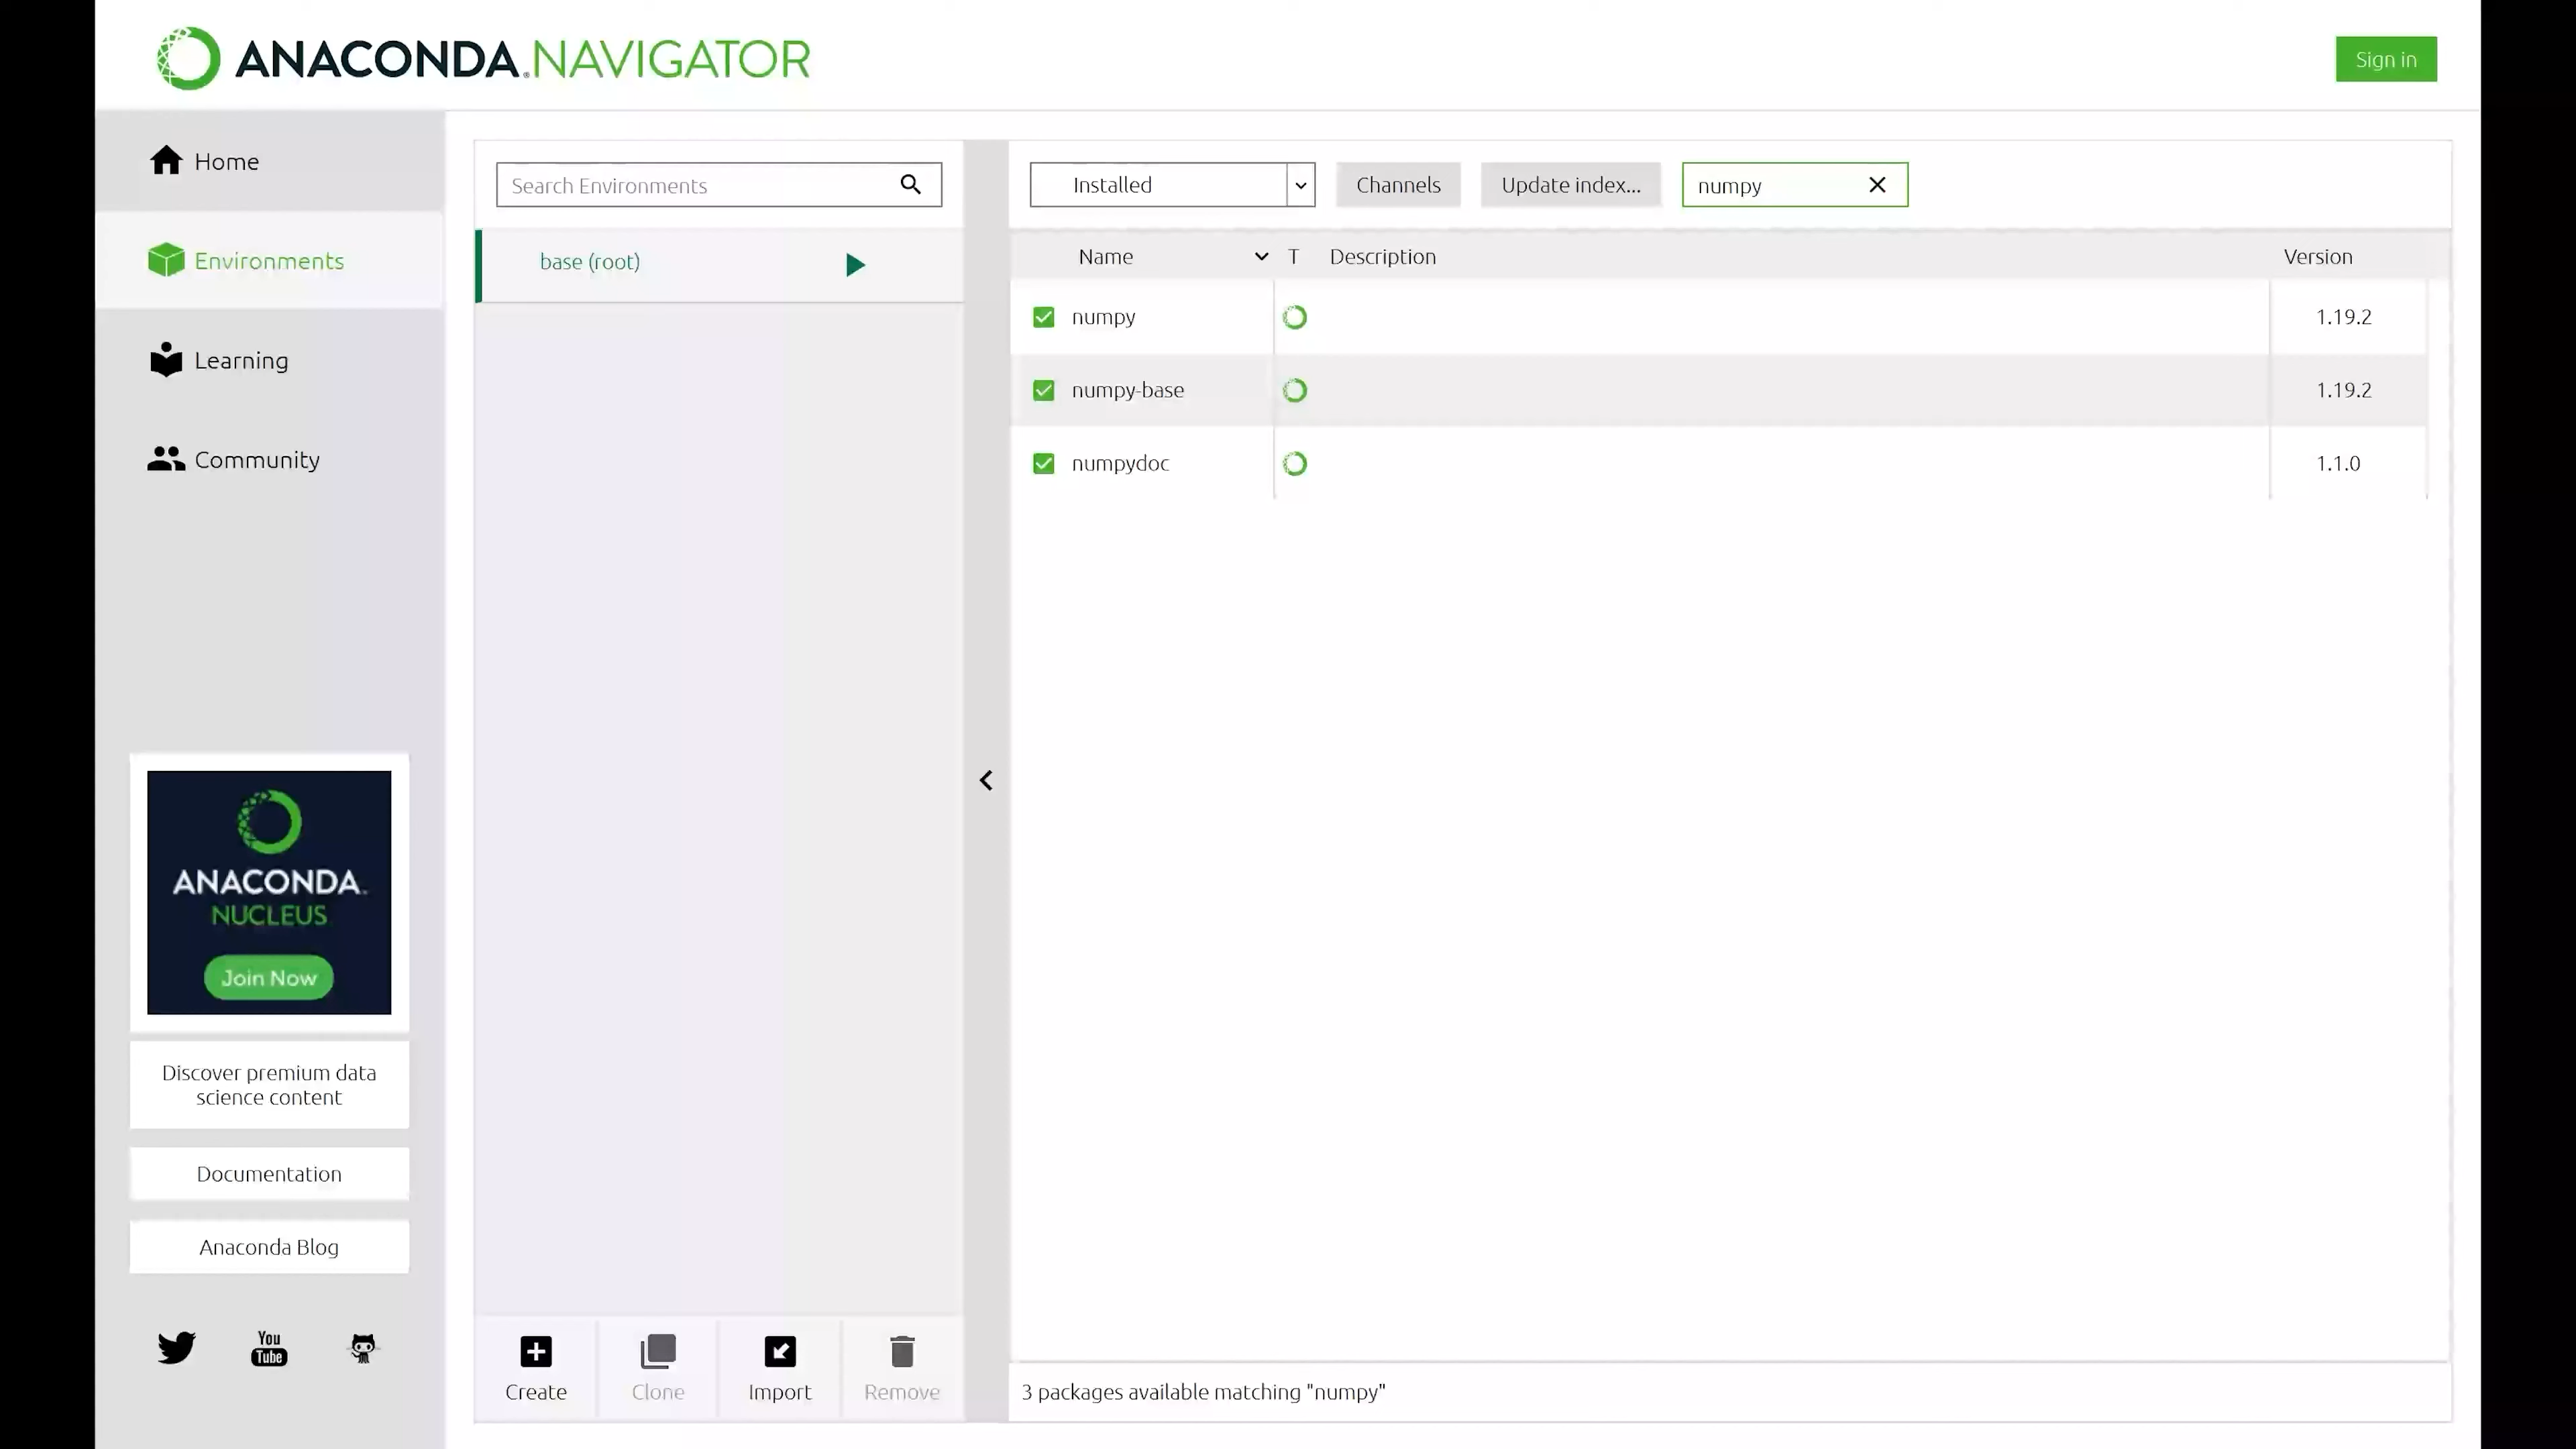 ANACONDA.NAVIGATOR
Sign in
Home
Environments
Learning
Community
ANACONDA.
NUCLEUS
Join Now
Discover premium data
science content
Documentation
Anaconda Blog
You
Tube
Search Environments
base (root)
Create
Clone
Import
Remove
Installed
Channels
Update index...
numpy
Name
T
Description
Version
numpy
1.19.2
numpy-base
1.19.2
numpydoc
1.1.0
3 packages available matching "numpy"